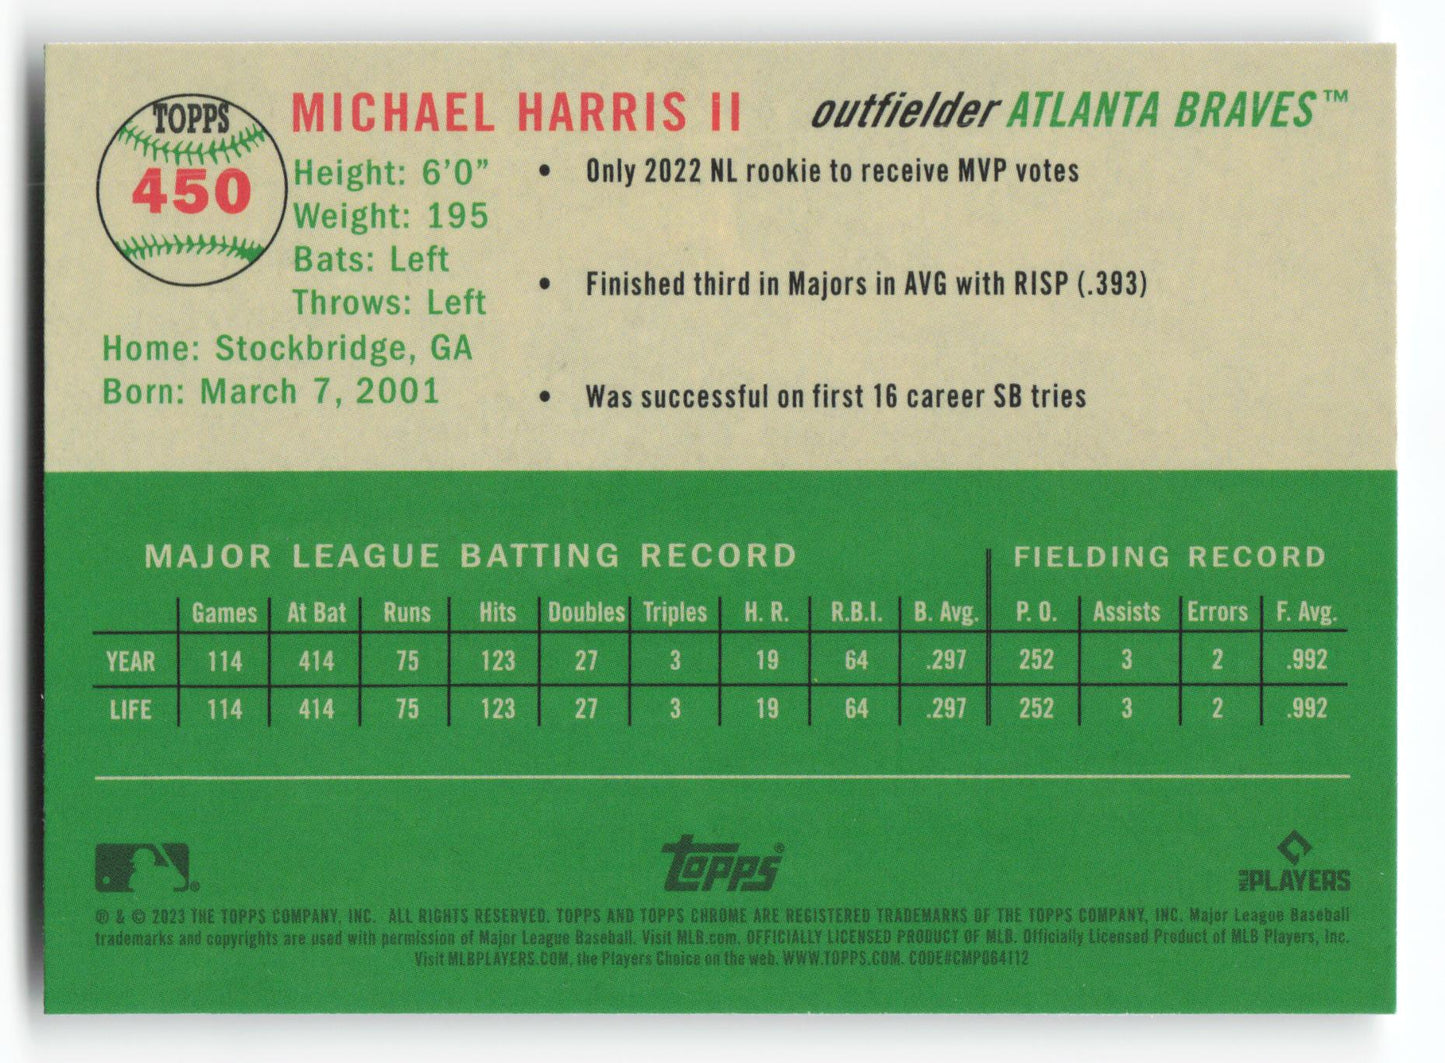 TOPPS
450
MICHAEL HARRIS II
outfielder ATLANTA BRAVES™
Height: 6'0"
Weight: 195
Bats: Left
Throws: Left
Home: Stockbridge, GA
Born: March 7, 2001
• Only 2022 NL rookie to receive MVP votes
• Finished third in Majors in AVG with RISP (.393)
• Was successful on first 16 career SB tries
MAJOR LEAGUE BATTING RECORD FIELDING RECORD
Games At Bat Runs Hits Doubles Triples H. R. R.B.I. B. Avg. P. O. Assists Errors F. Avg.
YEAR 114 414 75 123 27 3 19 64 .297 252 3 2 .992
LIFE 114 414 75 123 27 3 19 64 .297 252 3 2 .992
®
topps®
MLB PLAYERS
® & © 2023 THE TOPPS COMPANY, INC. ALL RIGHTS RESERVED. TOPPS AND TOPPS CHROME ARE REGISTERED TRADEMARKS OF THE TOPPS COMPANY, INC. Major League Baseball
trademarks and copyrights are used with permission of Major League Baseball. Visit MLB.com. OFFICIALLY LICENSED PRODUCT OF MLB. Officially Licensed Product of MLB Players, Inc.
Visit MLBPLAYERS.COM, the Players Choice on the web. WWW.TOPPS.COM. CODE#CMP064112